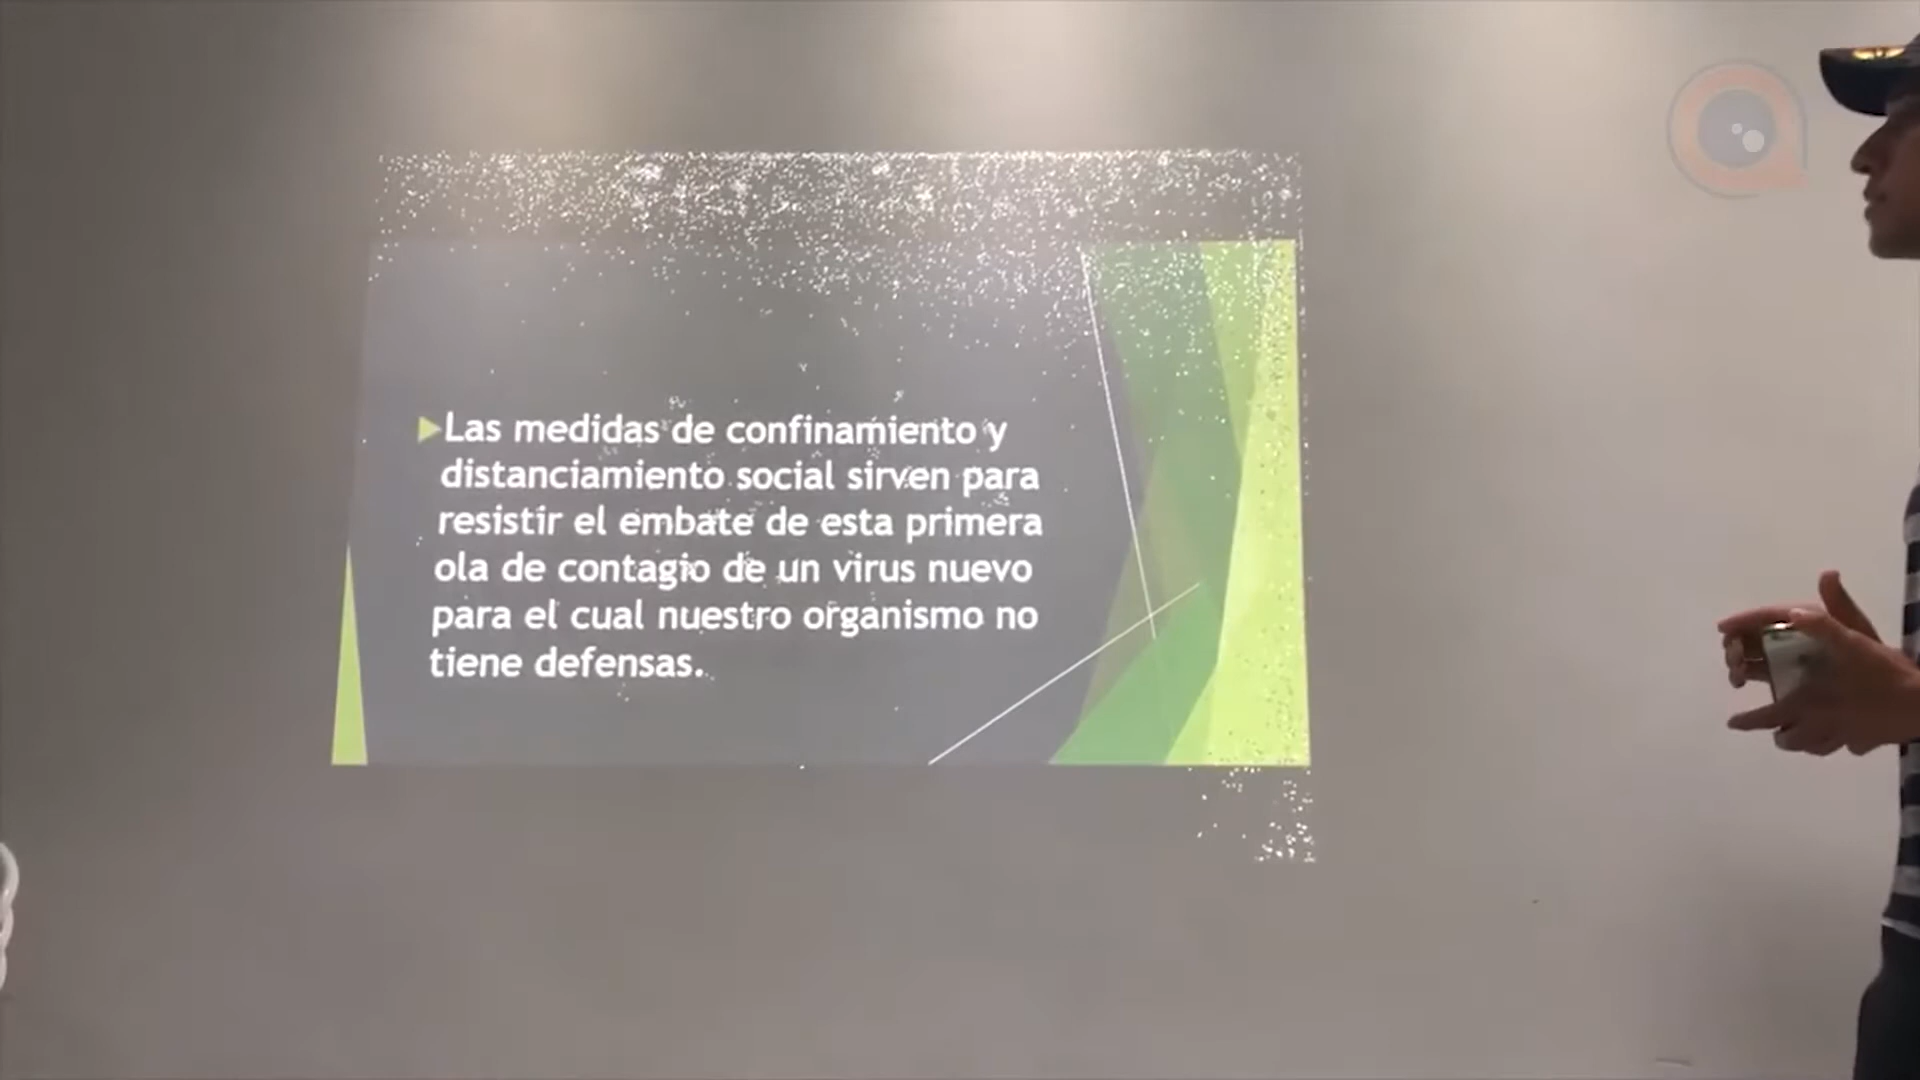 Las medidas de confinamiento y
distanciamiento social sirven para
resistir el embate de esta primera
ola de contagio de un virus nuevo
para el cual nuestro organismo no
tiene defensas.